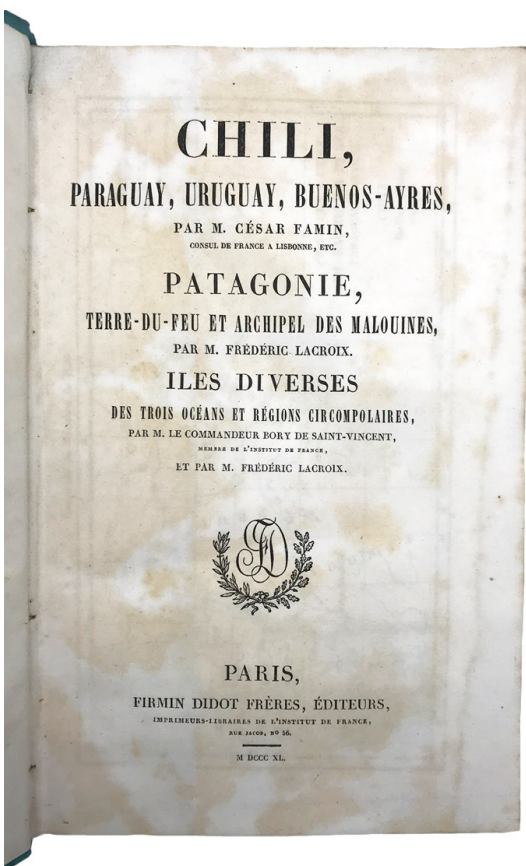 CHILI,
PARAGUAY, URUGUAY, BUENOS-AYRES,
PAR M. CÉSAR FAMIN,
CONSUL DE FRANCE A LISBONNE, ETC.
PATAGONIE,
TERRE-DU-FEU ET ARCHIPEL DES MALOUINES,
PAR M. FRÉDÉRIC LACROIX.
ILES DIVERSES
DES TROIS OCÉANS ET RÉGIONS CIRCOMPOLAIRES,
PAR M. LE COMMANDEUR BORY DE SAINT-VINCENT,
MEMBRE DE L'INSTITUT DE FRANCE,
ET PAR M. FRÉDÉRIC LACROIX.
FD
PARIS,
FIRMIN DIDOT FRÈRES, ÉDITEURS,
IMPRIMEURS-LIBRAIRES DE L'INSTITUT DE FRANCE,
RUE JACOB, Nº 56.
M DCCC XL.